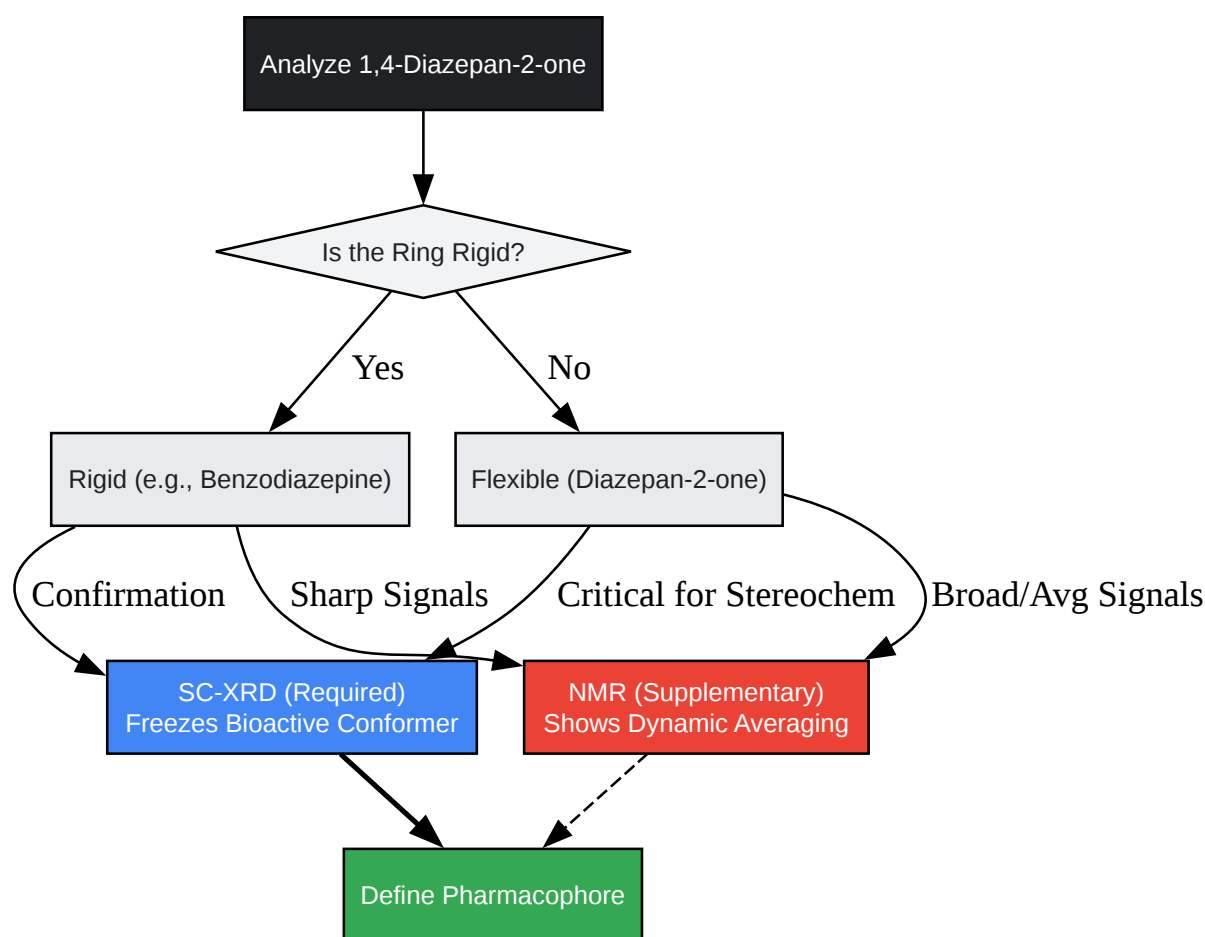 Analyze 1,4-Diazepan-2-one
Is the Ring Rigid?
Yes
No
Rigid (e.g., Benzodiazepine)
Flexible (Diazepan-2-one)
Confirmation
Sharp Signals
Critical for Stereochem
Broad/Avg Signals
SC-XRD (Required)
Freezes Bioactive Conformer
NMR (Supplementary)
Shows Dynamic Averaging
Define Pharmacophore